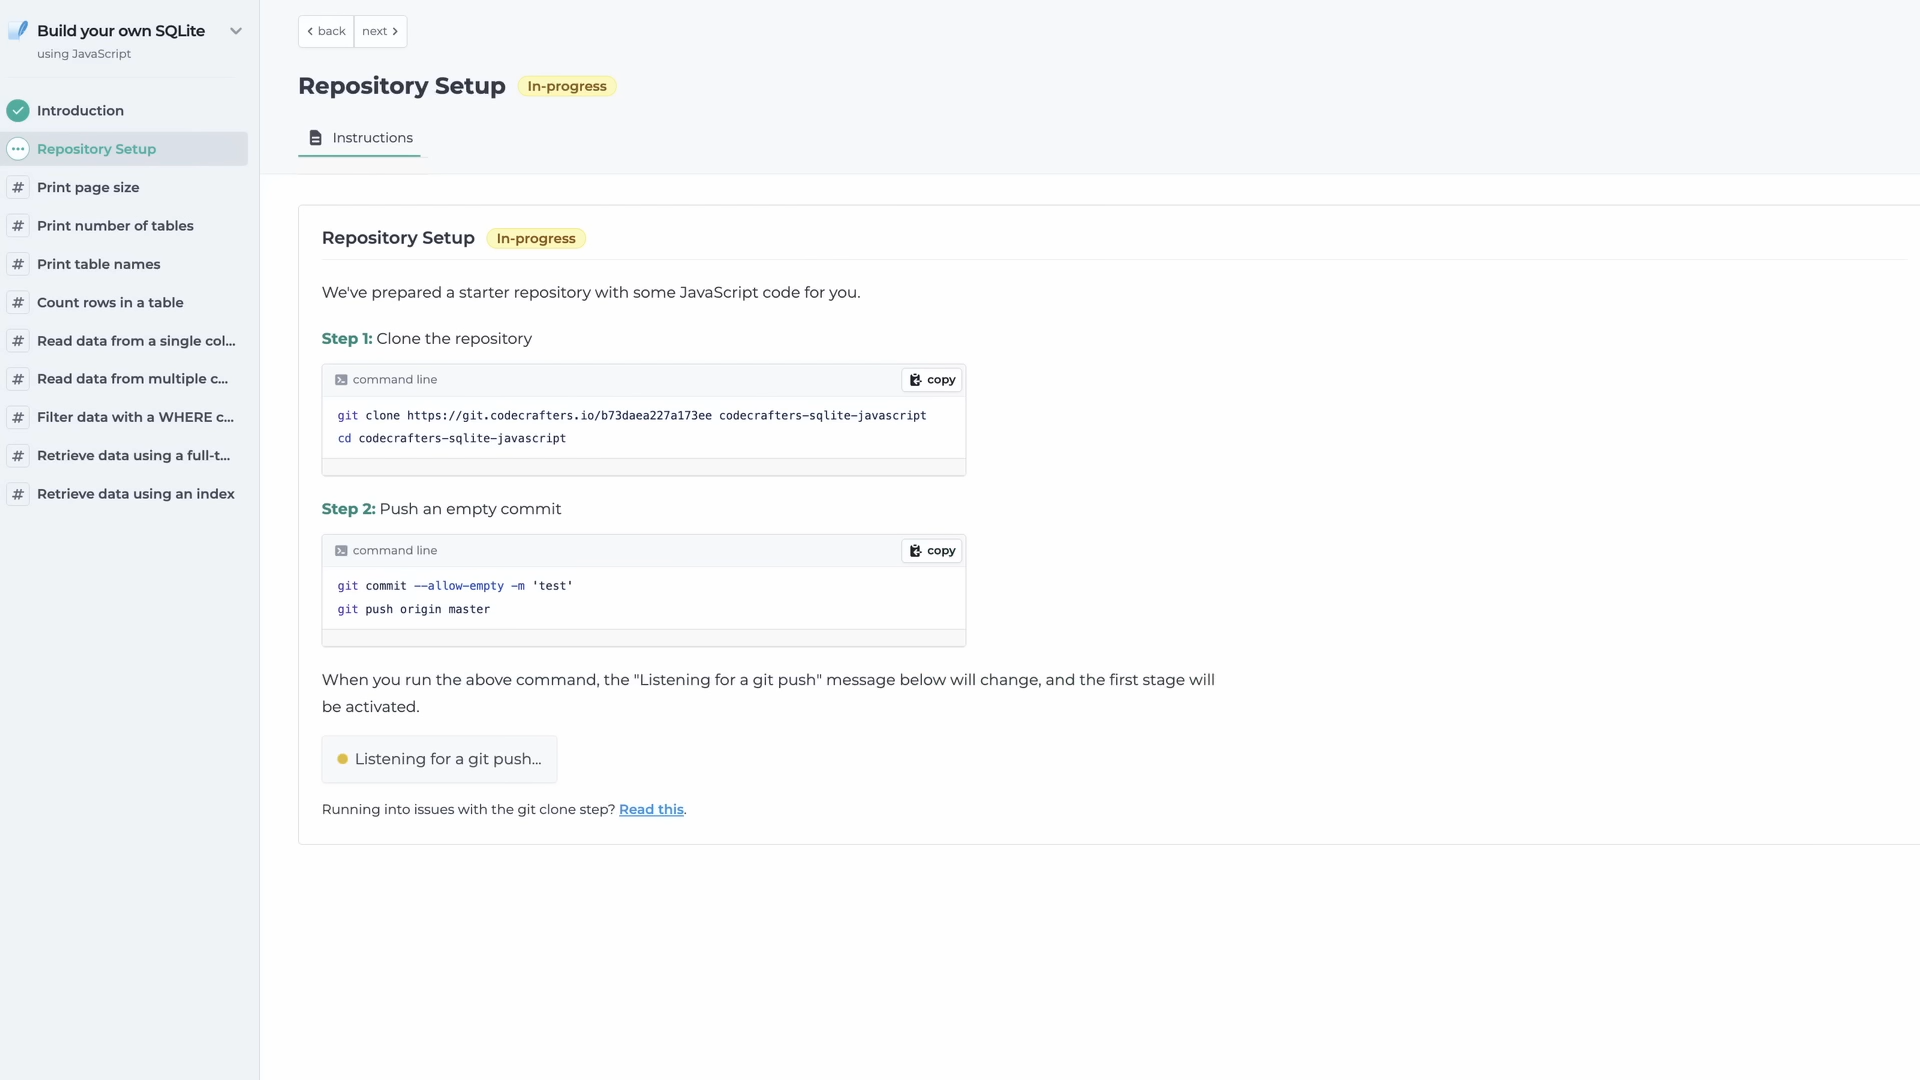 Build your own SQLite
using JavaScript
Introduction
Repository Setup
# Print page size
# Print number of tables
# Print table names
# Count rows in a table
# Read data from a single col...
# Read data from multiple c...
# Filter data with a WHERE c...
# Retrieve data using a full-t...
# Retrieve data using an index
back next
Repository Setup In-progress
Instructions
Repository Setup In-progress
We've prepared a starter repository with some JavaScript code for you.
Step 1: Clone the repository
command line copy
git clone https://git.codecrafters.io/b73daea227a173ee codecrafters-sqlite-javascript
cd codecrafters-sqlite-javascript
Step 2: Push an empty commit
command line copy
git commit --allow-empty -m 'test'
git push origin master
When you run the above command, the "Listening for a git push" message below will change, and the first stage will
be activated.
Listening for a git push...
Running into issues with the git clone step? Read this.